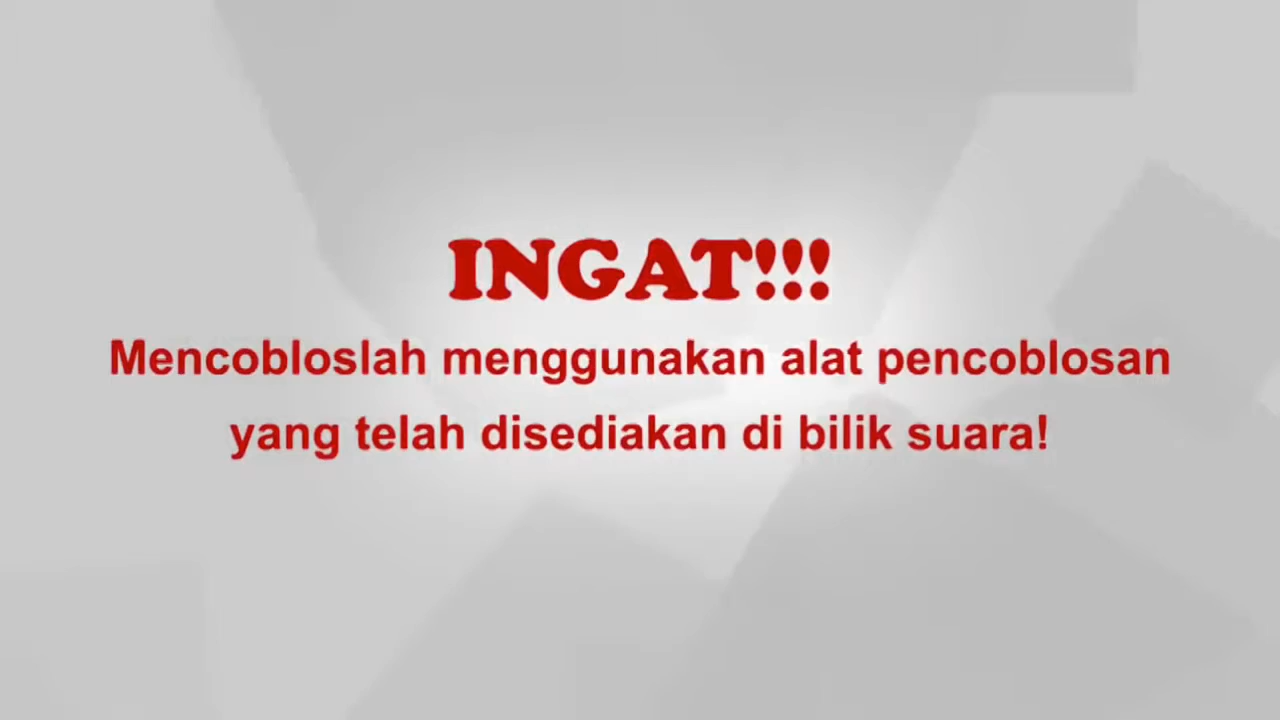 INGAT!!!
Mencobloslah menggunakan alat pencoblosan
yang telah disediakan di bilik suara!